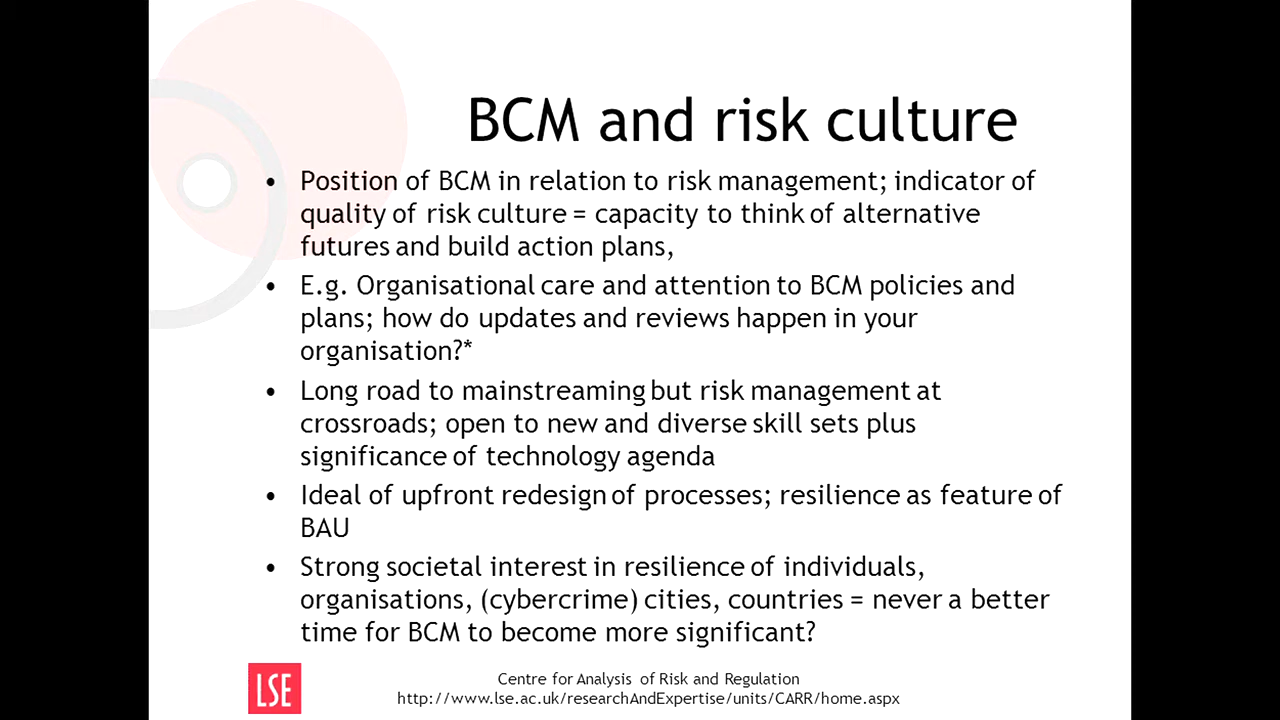 BCM and risk culture
• Position of BCM in relation to risk management; indicator of
quality of risk culture = capacity to think of alternative
futures and build action plans,
• E.g. Organisational care and attention to BCM policies and
plans; how do updates and reviews happen in your
organisation?*
• Long road to mainstreaming but risk management at
crossroads; open to new and diverse skill sets plus
significance of technology agenda
• Ideal of upfront redesign of processes; resilience as feature of
BAU
• Strong societal interest in resilience of individuals,
organisations, (cybercrime) cities, countries = never a better
time for BCM to become more significant?
LSE
Centre for Analysis of Risk and Regulation
http://www.lse.ac.uk/researchAndExpertise/units/CARR/home.aspx